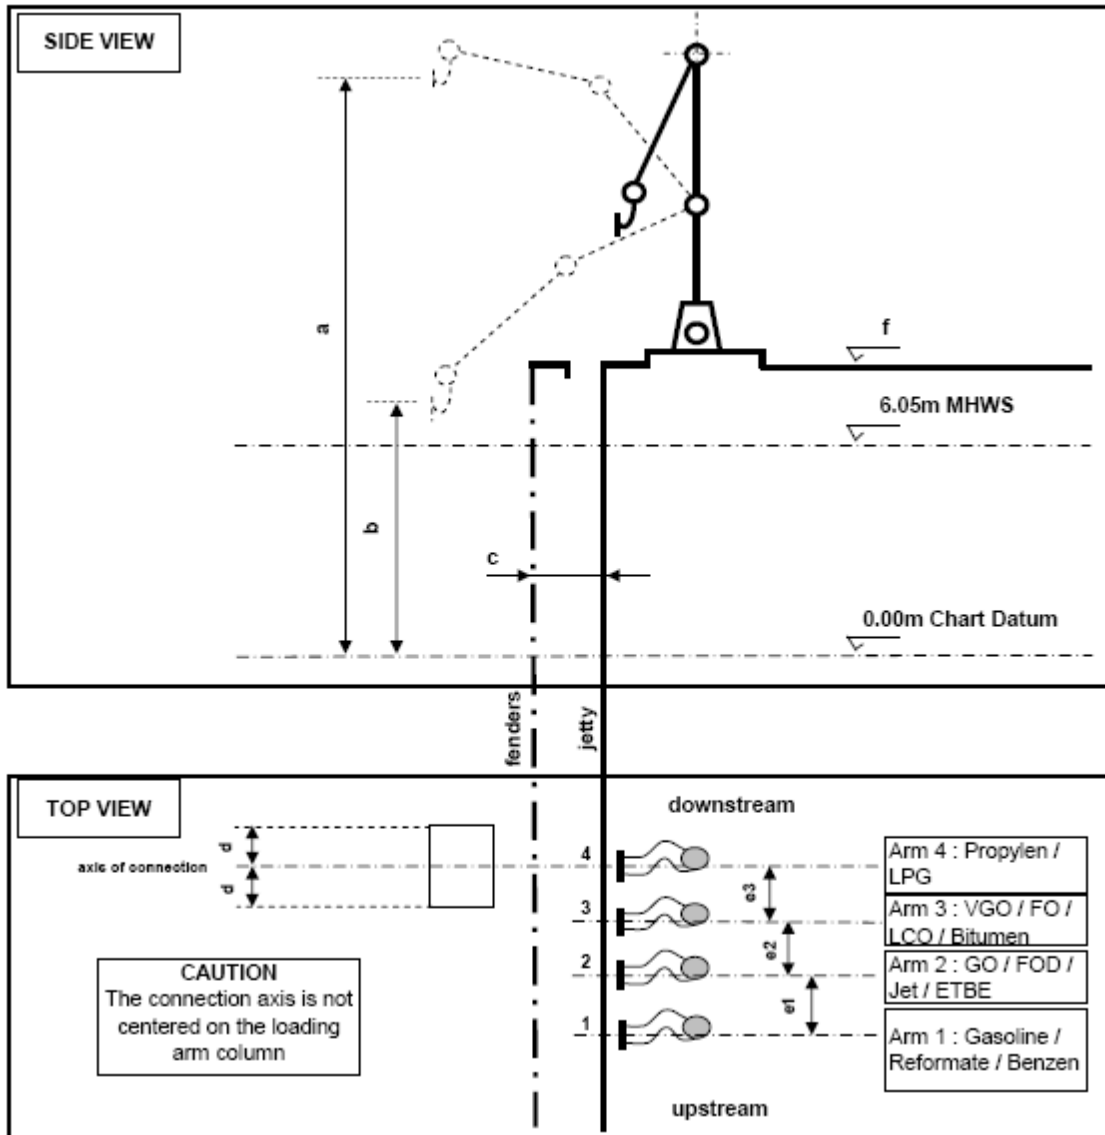 SIDE VIEW
a
b
c
f
6.05m MHWS
0.00m Chart Datum
fenders
jetty
TOP VIEW
downstream
d
axis of connection
d
4
3
2
1
e3
e2
e1
Arm 4 : Propylen /
LPG
Arm 3 : VGO / FO /
LCO / Bitumen
Arm 2 : GO / FOD /
Jet / ETBE
Arm 1 : Gasoline /
Reformate / Benzen
CAUTION
The connection axis is not
centered on the loading
arm column
upstream